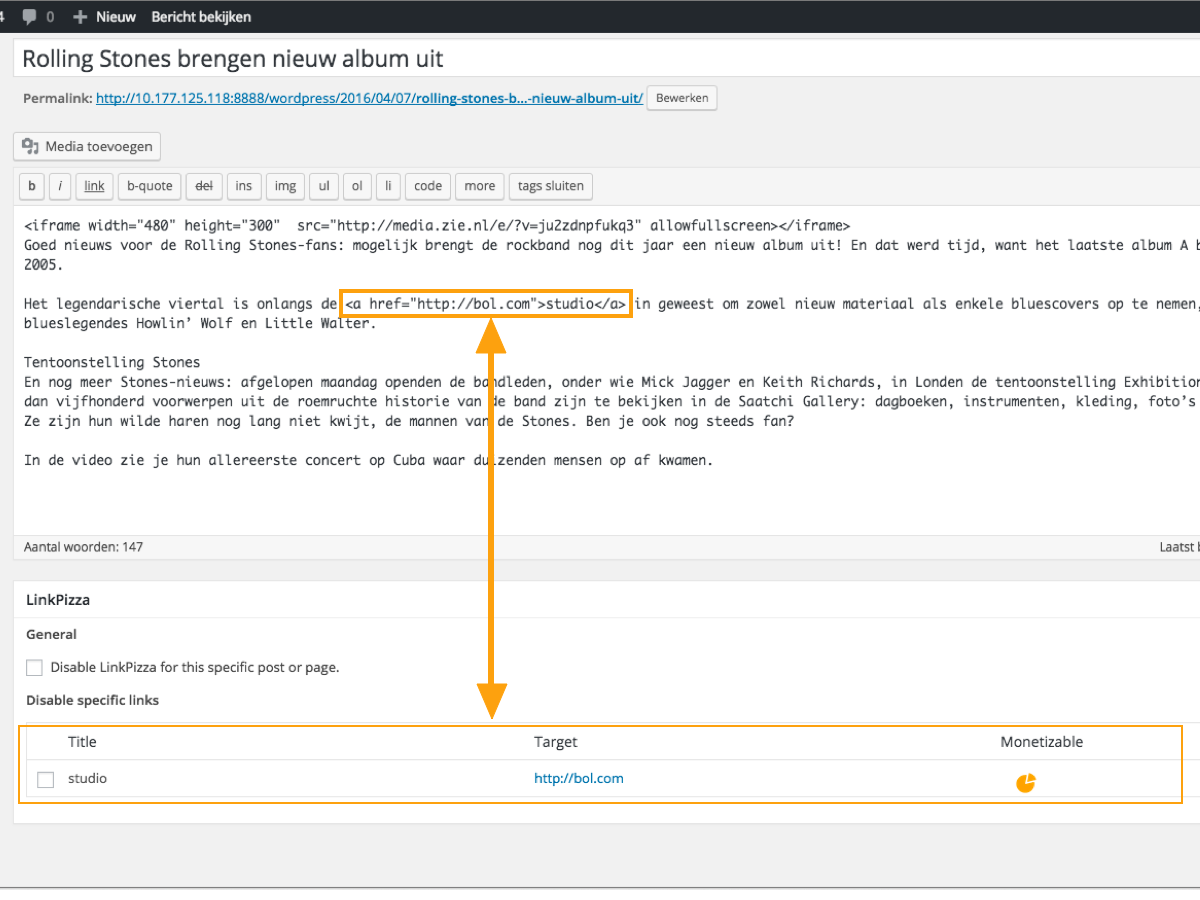 4 0 Nieuw Bericht bekijken
Rolling Stones brengen nieuw album uit
Permalink: http://10.177.125.118:8888/wordpress/2016/04/07/rolling-stones-b...-nieuw-album-uit/ Bewerken
Media toevoegen
b i link b-quote del ins img ul ol li code more tags sluiten
<iframe width="480" height="300"  src="http://media.zie.nl/e/?v=ju2zdnpfukq3" allowfullscreen></iframe>
Goed nieuws voor de Rolling Stones-fans: mogelijk brengt de rockband nog dit jaar een nieuw album uit! En dat werd tijd, want het laatste album A b
2005.
Het legendarische viertal is onlangs de <a href="http://bol.com">studio</a> in geweest om zowel nieuw materiaal als enkele bluescovers op te nemen,
blueslegendes Howlin’ Wolf en Little Walter.
Tentoonstelling Stones
En nog meer Stones-nieuws: afgelopen maandag openden de bandleden, onder wie Mick Jagger en Keith Richards, in Londen de tentoonstelling Exhibition
dan vijfhonderd voorwerpen uit de roemruchte historie van de band zijn te bekijken in de Saatchi Gallery: dagboeken, instrumenten, kleding, foto’s
Ze zijn hun wilde haren nog lang niet kwijt, de mannen van de Stones. Ben je ook nog steeds fan?
In de video zie je hun allereerste concert op Cuba waar duizenden mensen op af kwamen.
Aantal woorden: 147 Laatst b
LinkPizza
General
Disable LinkPizza for this specific post or page.
Disable specific links
Title Target Monetizable
studio http://bol.com